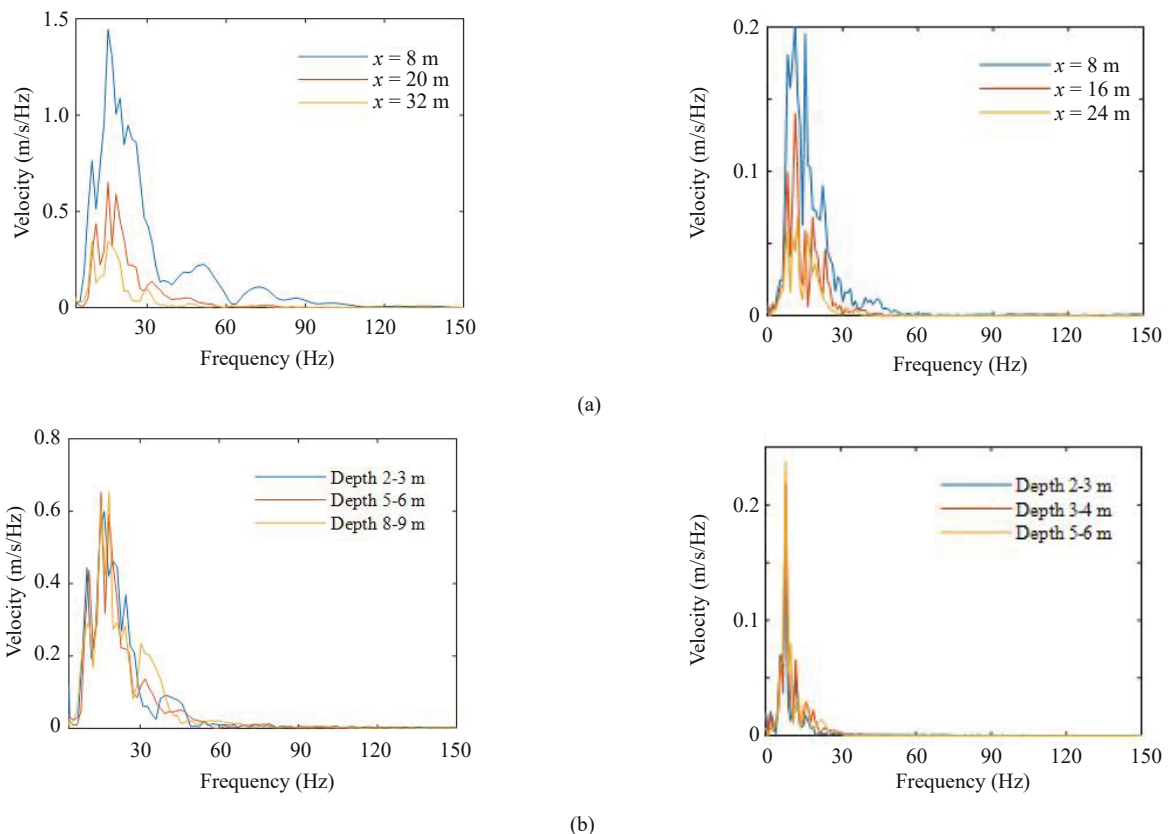 1.5
1.0
0.5
0
Velocity (m/s/Hz)
x = 8 m
x = 20 m
x = 32 m
30
60
90
120
150
Frequency (Hz)
0.2
0.1
0
Velocity (m/s/Hz)
x = 8 m
x = 16 m
x = 24 m
0
30
60
90
120
150
Frequency (Hz)
(a)
0.8
0.6
0.4
0.2
0
Velocity (m/s/Hz)
Depth 2-3 m
Depth 5-6 m
Depth 8-9 m
30
60
90
120
150
Frequency (Hz)
0.2
0.1
0
Velocity (m/s/Hz)
Depth 2-3 m
Depth 3-4 m
Depth 5-6 m
0
30
60
90
120
150
Frequency (Hz)
(b)